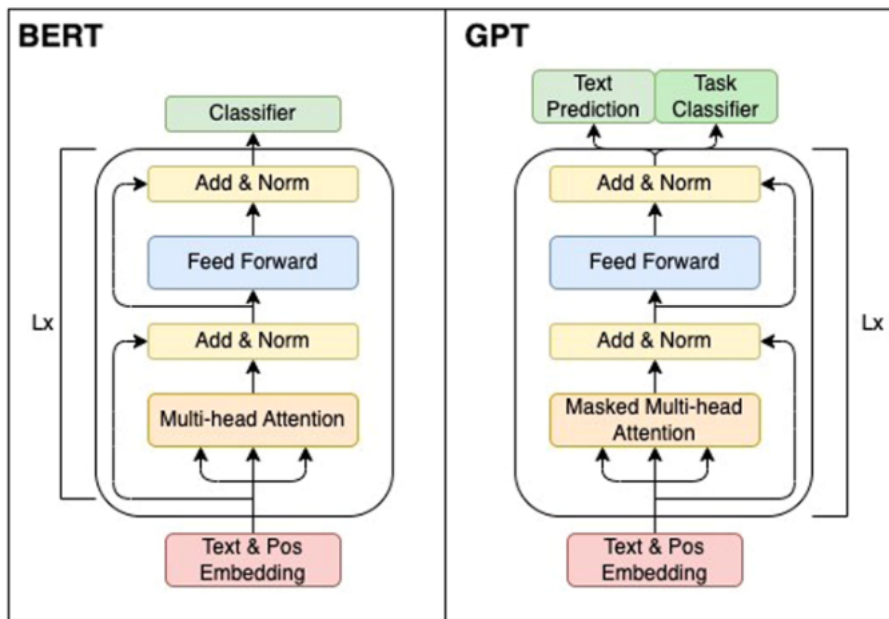 BERT
Classifier
Add & Norm
Feed Forward
Lx
Add & Norm
Multi-head Attention
Text & Pos
Embedding
GPT
Text
Prediction
Task
Classifier
Add & Norm
Feed Forward
Lx
Add & Norm
Masked Multi-head
Attention
Text & Pos
Embedding